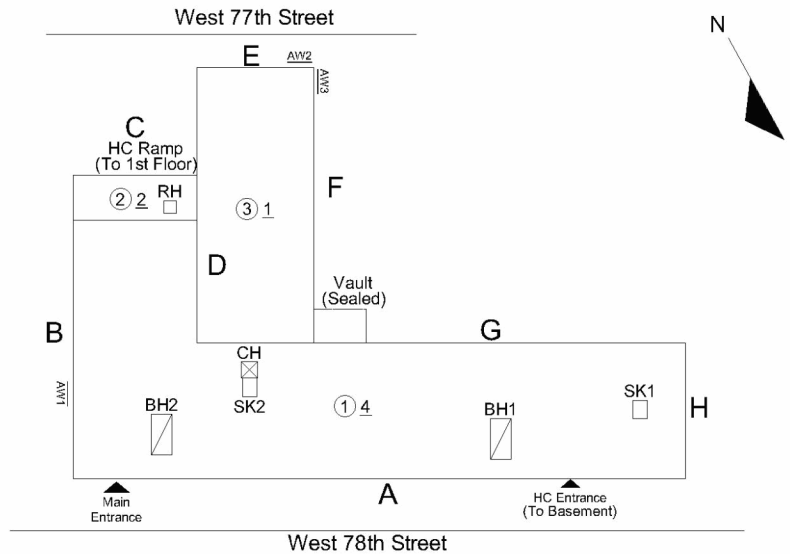 West 77th Street
N
E
AW2
AW3
C
HC Ramp
(To 1st Floor)
② 2
RH
③ 1
F
D
Vault
(Sealed)
B
G
AW1
CH
SK2
BH2
① 4
BH1
SK1
H
A
Main
Entrance
HC Entrance
(To Basement)
West 78th Street